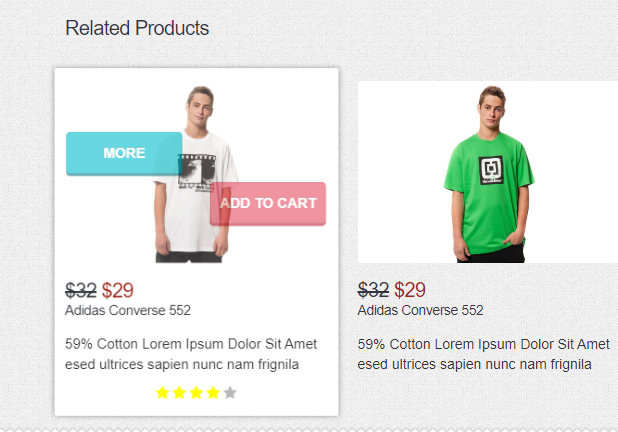 Related Products
MORE
ADD TO CART
$32 $29
Adidas Converse 552
59% Cotton Lorem Ipsum Dolor Sit Amet
esed ultrices sapien nunc nam frignila
$32 $29
Adidas Converse 552
59% Cotton Lorem Ipsum Dolor Sit Amet
esed ultrices sapien nunc nam frignila